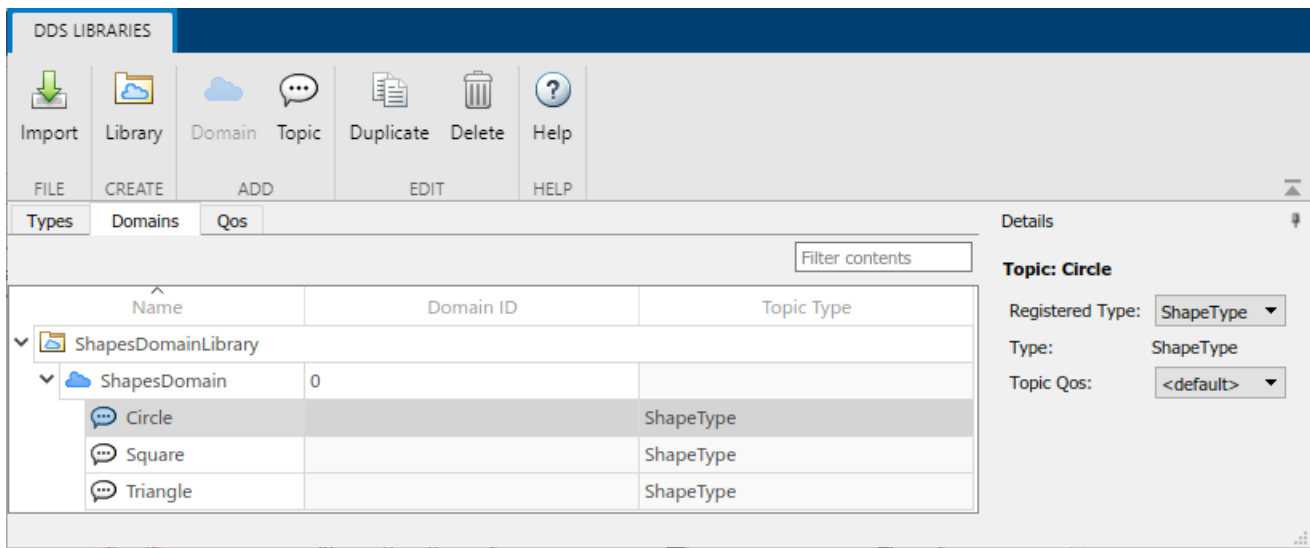 DDS LIBRARIES
Import Library Domain Topic Duplicate Delete Help
FILE CREATE ADD EDIT HELP
Types Domains Qos Details
Filter contents
Topic: Circle
Name Domain ID Topic Type
Registered Type: ShapeType
ShapesDomainLibrary
Type: ShapeType
ShapesDomain 0
Topic Qos: <default>
Circle ShapeType
Square ShapeType
Triangle ShapeType